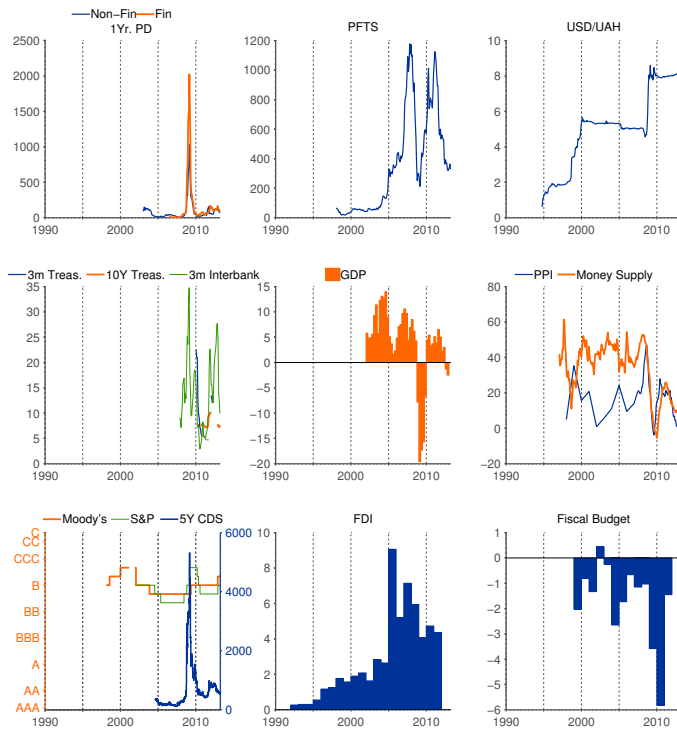 Non-Fin Fin
1Yr. PD
PFTS
USD/UAH
2500
2000
1500
1000
500
0
1990 2000 2010
1200
1000
800
600
400
200
0
1990 2000 2010
10
8
6
4
2
0
1990 2000 2010
3m Treas. 10Y Treas. 3m Interbank
GDP
PPI Money Supply
35
30
25
20
15
10
5
0
1990 2000 2010
15
10
5
0
−5
−10
−15
−20
1990 2000 2010
80
60
40
20
0
−20
1990 2000 2010
Moody's S&P 5Y CDS
FDI
Fiscal Budget
C
CC
CCC
B
BB
BBB
A
AA
AAA
6000
4000
2000
0
1990 2000 2010
10
8
6
4
2
0
1990 2000 2010
1
0
−1
−2
−3
−4
−5
−6
1990 2000 2010